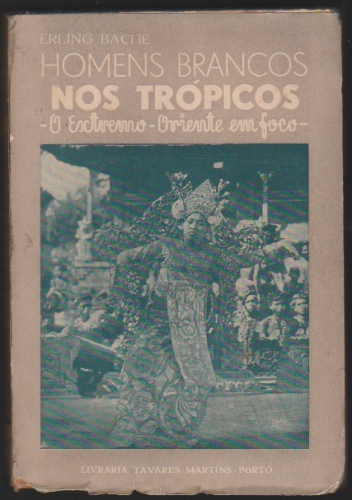 ERLING BACHE
HOMENS BRANCOS
NOS TRÓPICOS
-O Extremo-Oriente em foco-
LIVRARIA TAVARES MARTINS-PORTO